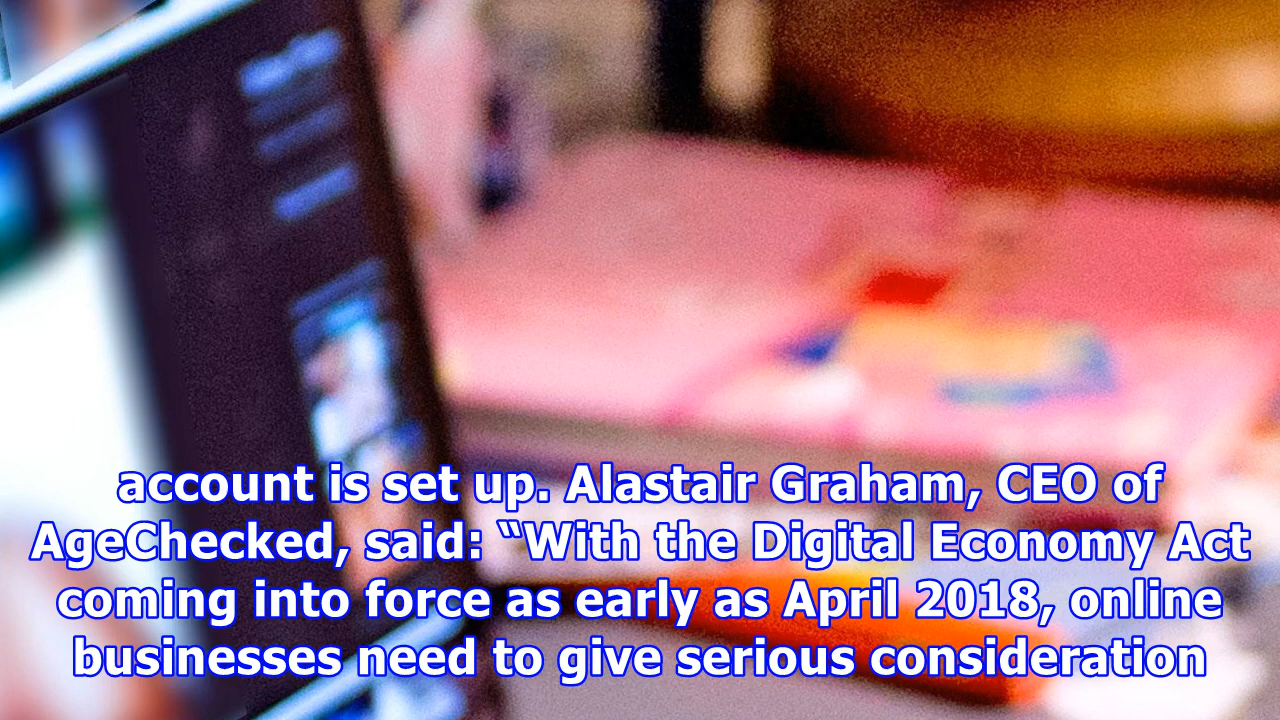 account is set up. Alastair Graham, CEO of
AgeChecked, said: “With the Digital Economy Act
coming into force as early as April 2018, online
businesses need to give serious consideration